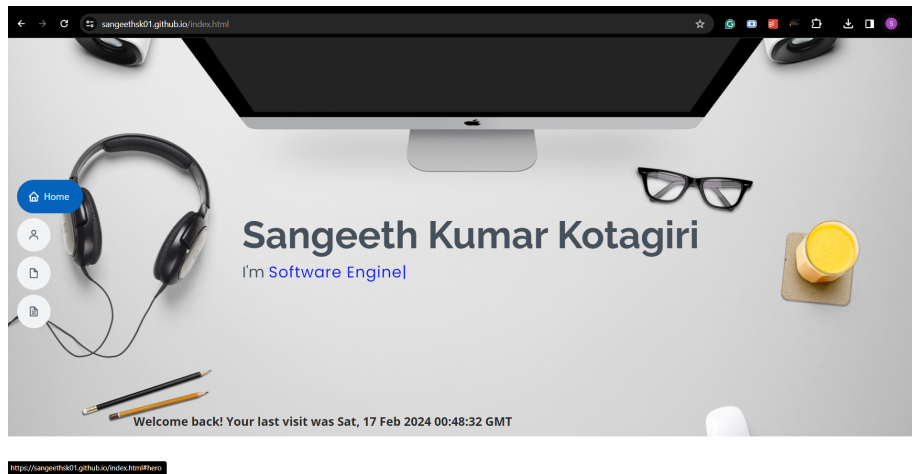 sangeethsk01.github.io/index.html
G
S
Home
Sangeeth Kumar Kotagiri
I'm Software Engine|
Welcome back! Your last visit was Sat, 17 Feb 2024 00:48:32 GMT
https://sangeethsk01.github.io/index.html#hero